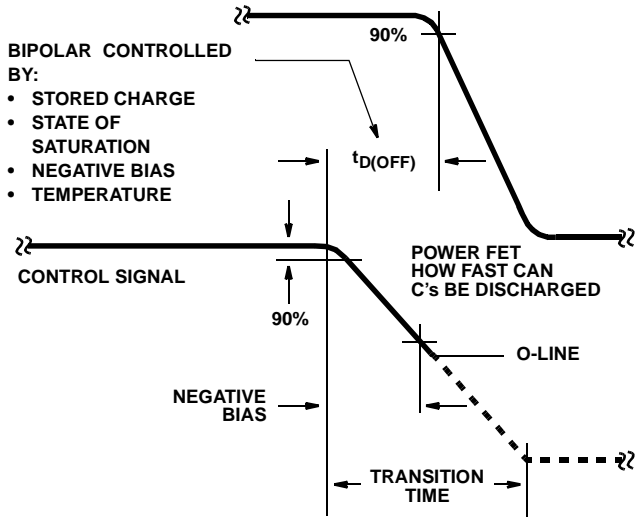 90%
BIPOLAR CONTROLLED
BY:
• STORED CHARGE
• STATE OF
SATURATION
• NEGATIVE BIAS
• TEMPERATURE
tD(OFF)
CONTROL SIGNAL
90%
POWER FET
HOW FAST CAN
C's BE DISCHARGED
O-LINE
NEGATIVE
BIAS
TRANSITION
TIME